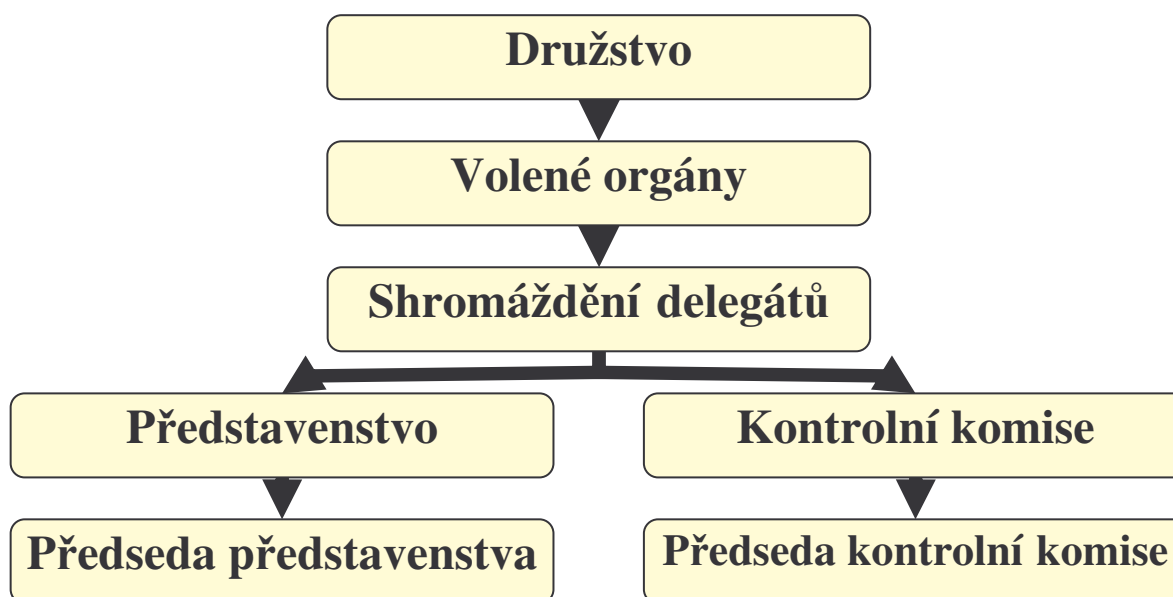 Družstvo
Volené orgány
Shromáždění delegátů
Představenstvo
Kontrolní komise
Předseda představenstva
Předseda kontrolní komise